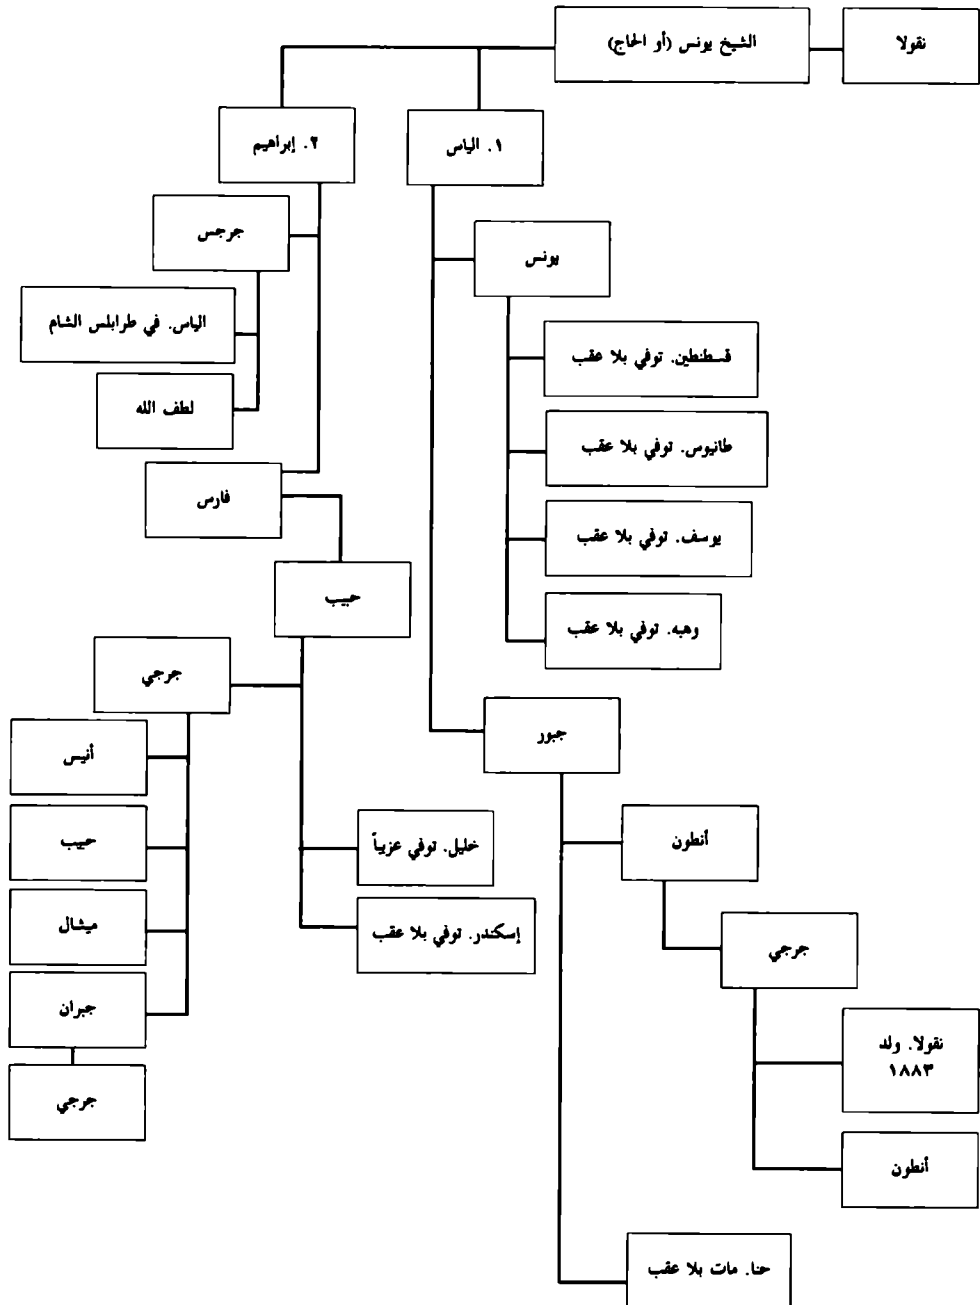 نقولا
الشيخ يونس (أو الحاج)
١. الياس
٢. إبراهيم
يونس
قسطنطين. توفي بلا عقب
طانيوس. توفي بلا عقب
يوسف. توفي بلا عقب
وهبه. توفي بلا عقب
جبور
أنطون
جرجي
نقولا. ولد
١٨٨٣
أنطون
حنا. مات بلا عقب
جرجس
الياس. في طرابلس الشام
لطف الله
فارس
حبيب
جرجي
أنيس
حبيب
ميشال
جبران
جرجي
خليل. توفي عزبياً
إسكندر. توفي بلا عقب